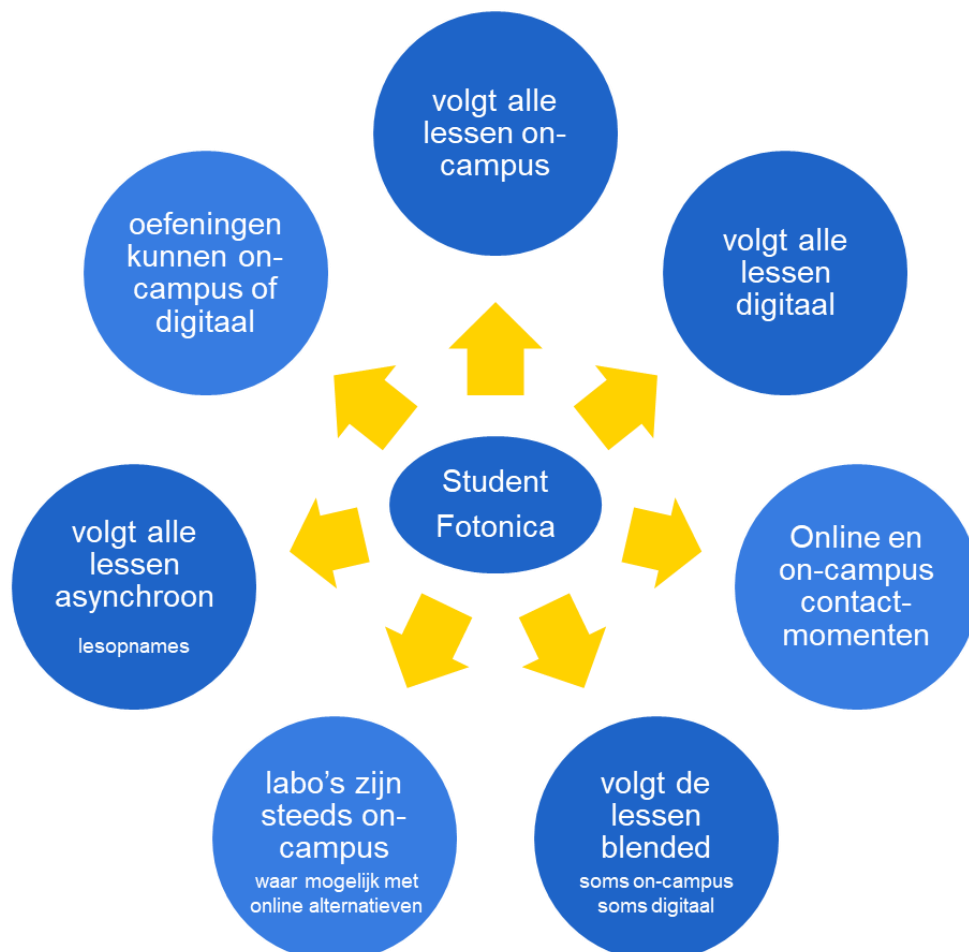 volgt alle
lessen on-
campus
volgt alle
lessen
digitaal
Online en
on-campus
contact-
momenten
volgt de
lessen
blended
soms on-campus
soms digitaal
labo’s zijn
steeds on-
campus
waar mogelijk met
online alternatieven
volgt alle
lessen
asynchroon
lesopnames
oefeningen
kunnen on-
campus of
digitaal
Student
Fotonica